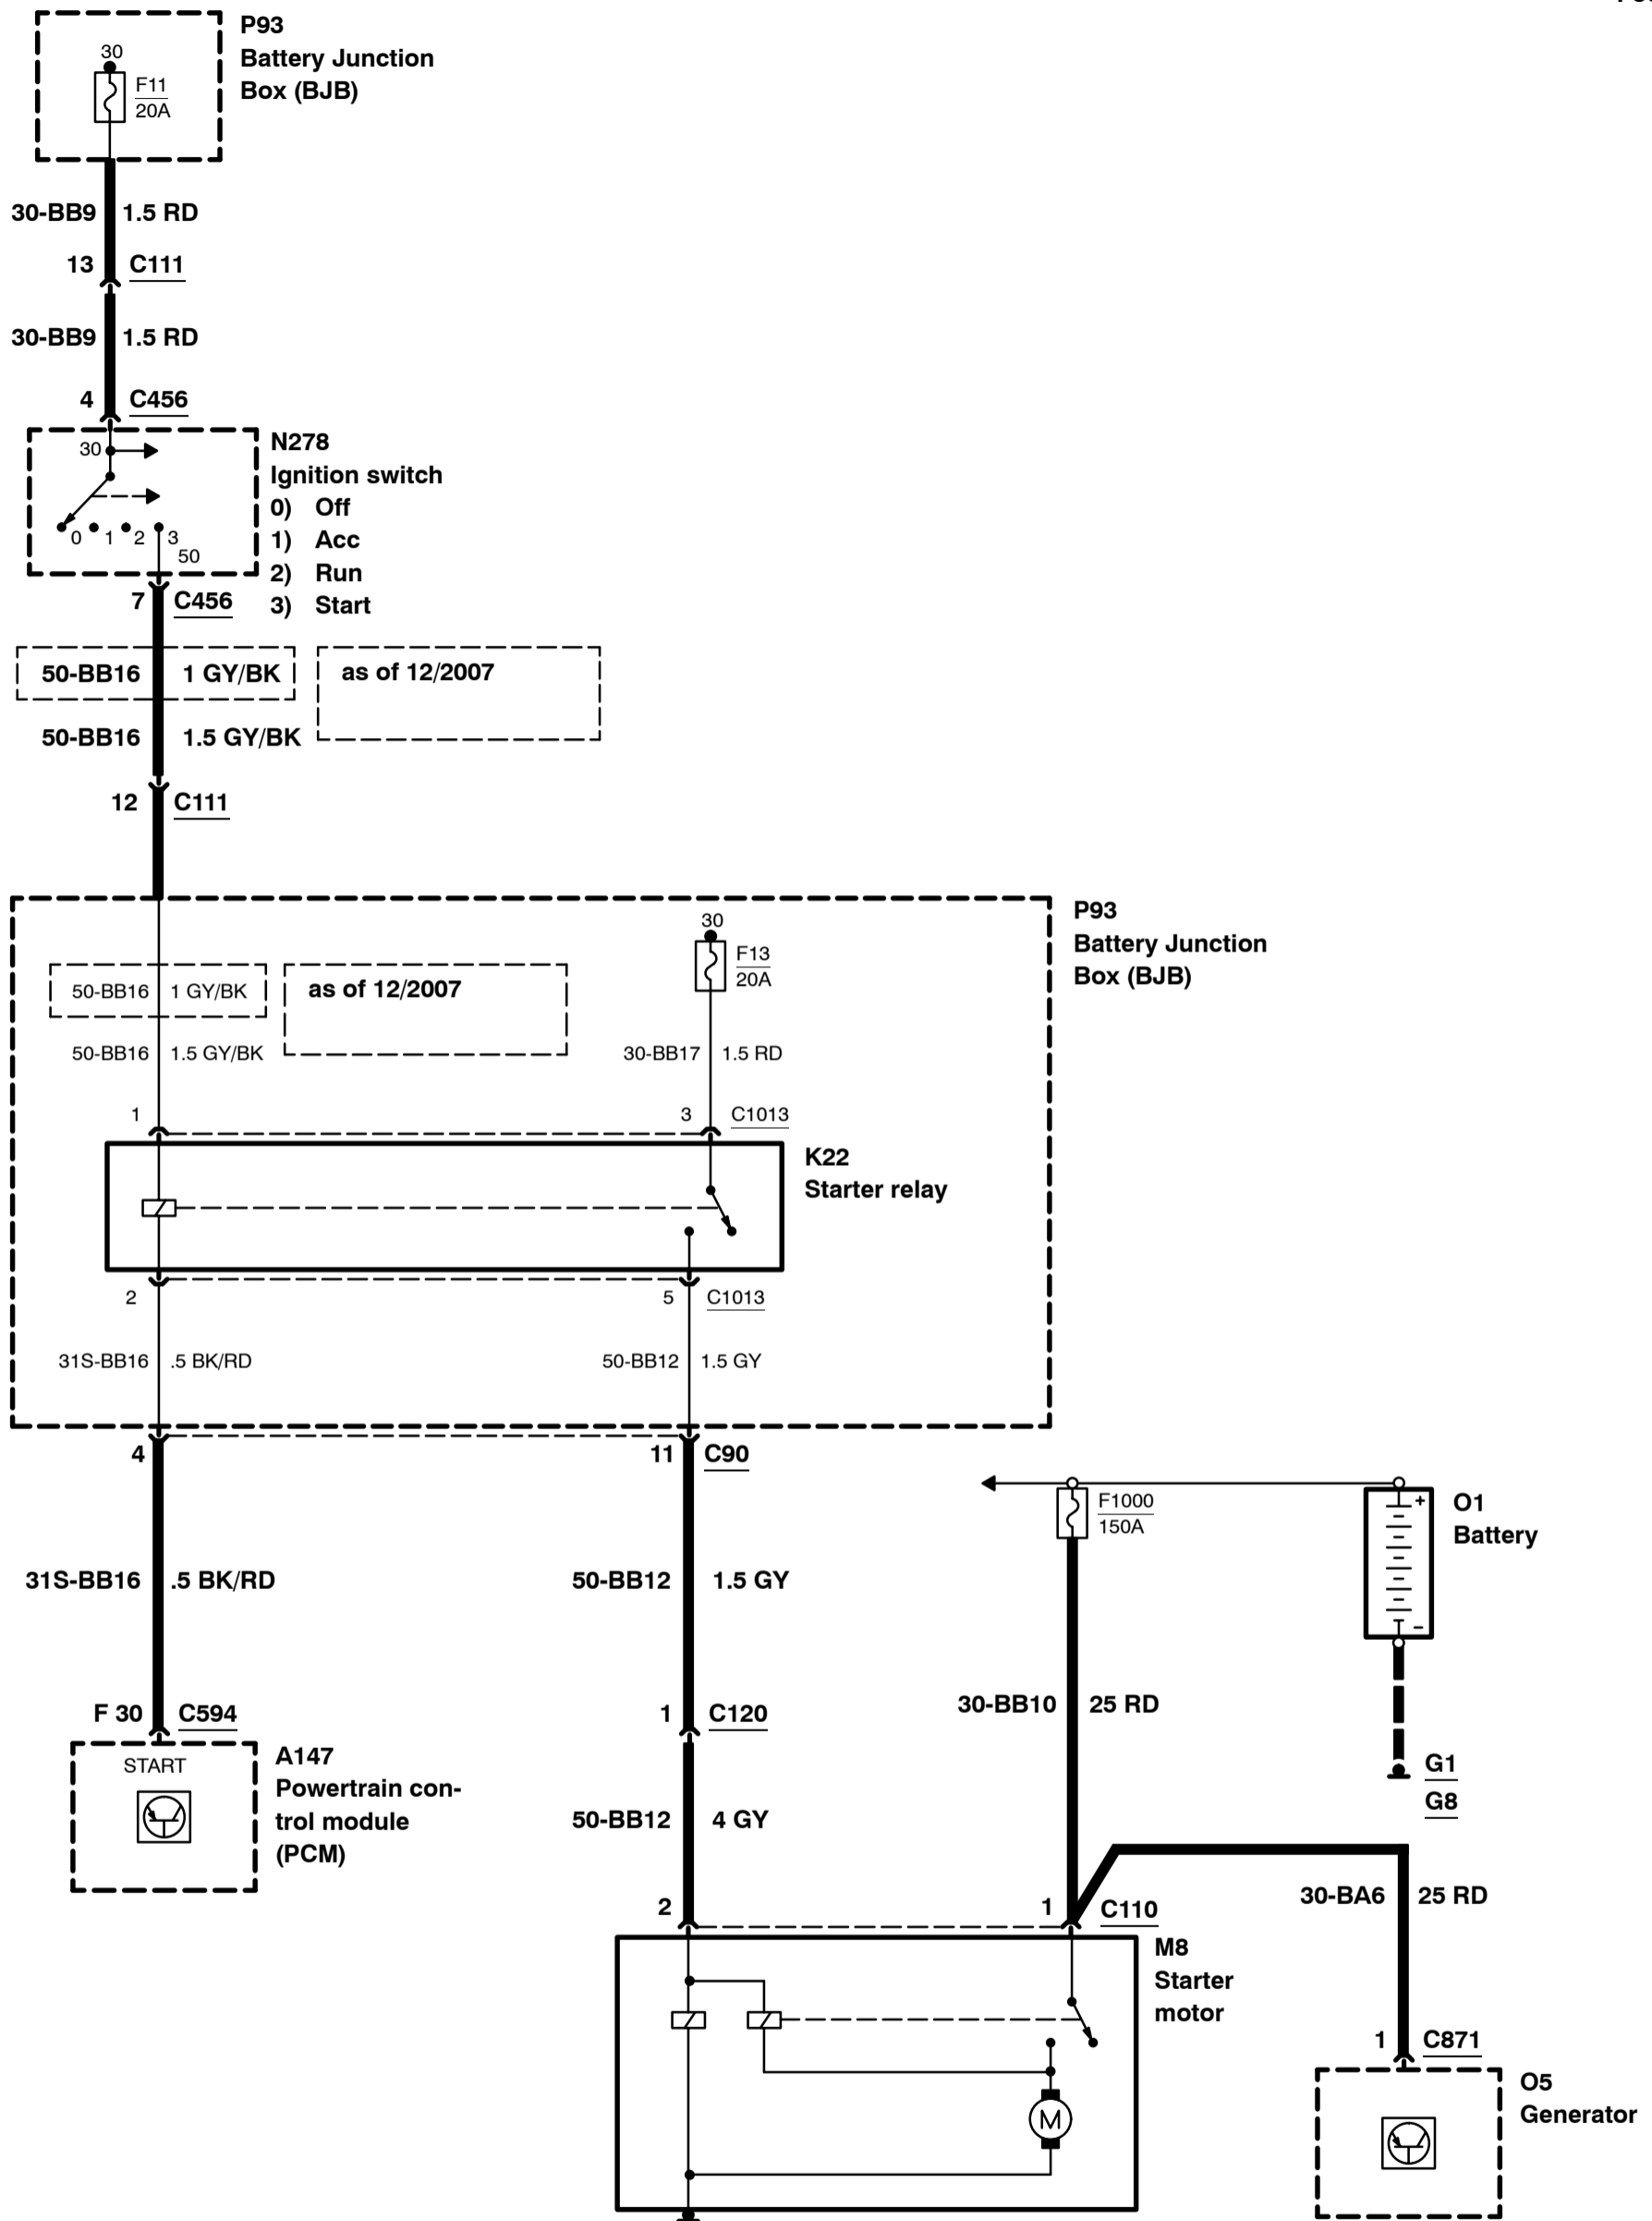 P93
Battery Junction
Box (BJB)
30
F11
20A
30-BB9 1.5 RD
13 C111
30-BB9 1.5 RD
4 C456
N278
Ignition switch
0) Off
1) Acc
2) Run
3) Start
30
0 1 2 3
50
7 C456
50-BB16 1 GY/BK
as of 12/2007
50-BB16 1.5 GY/BK
12 C111
P93
Battery Junction
Box (BJB)
30
F13
20A
50-BB16 1 GY/BK
as of 12/2007
50-BB16 1.5 GY/BK
30-BB17 1.5 RD
1 3 C1013
K22
Starter relay
2 5 C1013
31S-BB16 .5 BK/RD
50-BB12 1.5 GY
4 11 C90
F1000
150A
+
-
O1
Battery
31S-BB16 .5 BK/RD
50-BB12 1.5 GY
30-BB10 25 RD
F 30 C594
1 C120
G1
G8
START
A147
Powertrain con-
trol module
(PCM)
50-BB12 4 GY
30-BA6 25 RD
2 1 C110
M8
Starter
motor
M
1 C871
O5
Generator